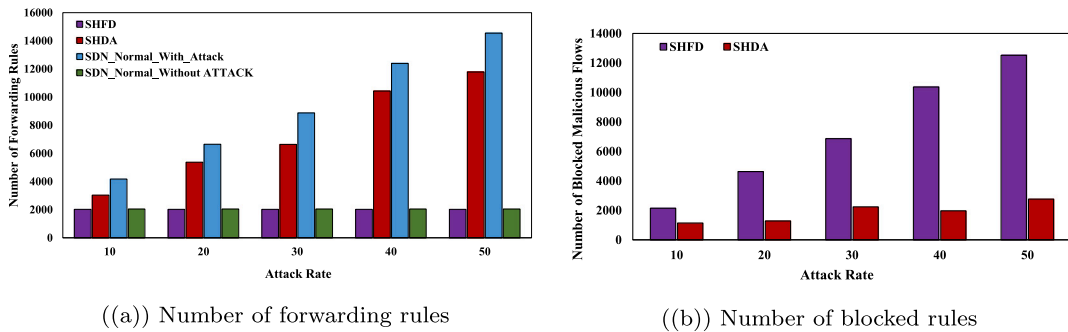 16000
14000
12000
10000
8000
6000
4000
2000
0
Number of Forwarding Rules
SHFD
SHDA
SDN_Normal_With_Attack
SDN_Normal_Without ATTACK
10 20 30 40 50
Attack Rate
((a)) Number of forwarding rules
14000
12000
10000
8000
6000
4000
2000
0
Number of Blocked Malicious Flows
SHFD SHDA
10 20 30 40 50
Attack Rate
((b)) Number of blocked rules